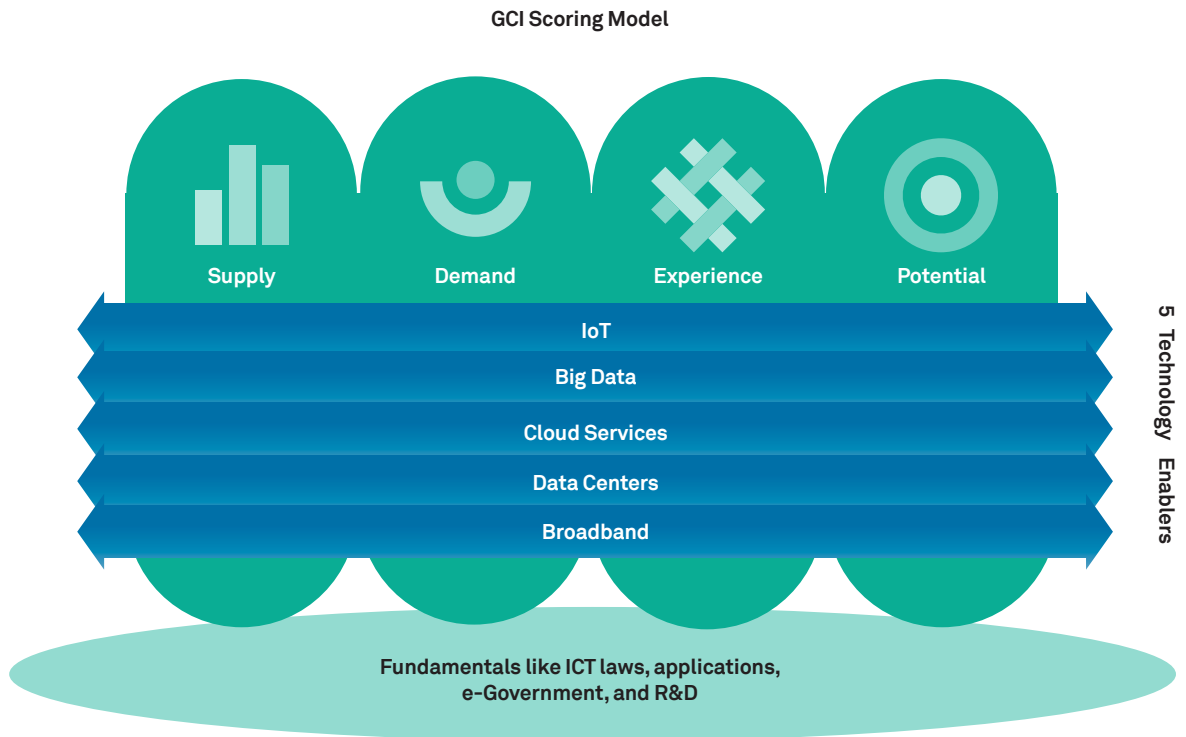 GCI Scoring Model
Supply
Demand
Experience
Potential
IoT
Big Data
Cloud Services
Data Centers
Broadband
5 Technology Enablers
Fundamentals like ICT laws, applications,
e-Government, and R&D